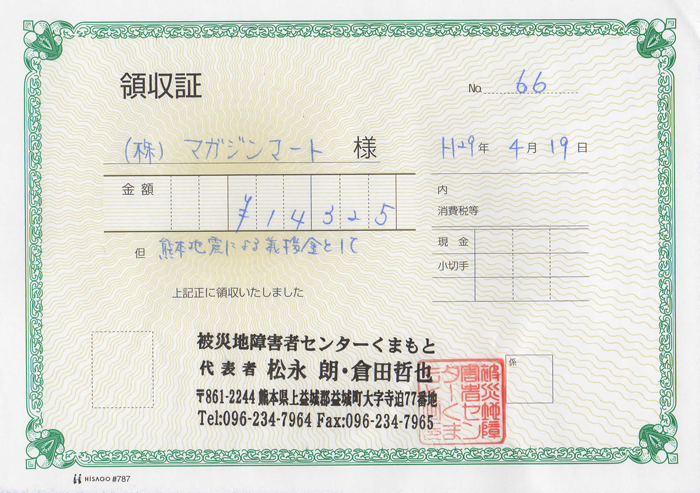 領収証
No. 66
(株) マガジンマート 様
H29年 4月 19日
金額 ¥14325
内
消費税等
現金
小切手
但 熊本地震による義援金として
上記正に領収いたしました
被災地障害者センターくまもと
代表者 松永 朗・倉田哲也
〒861-2244 熊本県上益城郡益城町大字寺迫77番地
Tel:096-234-7964 Fax:096-234-7965
係
HISAGO #787